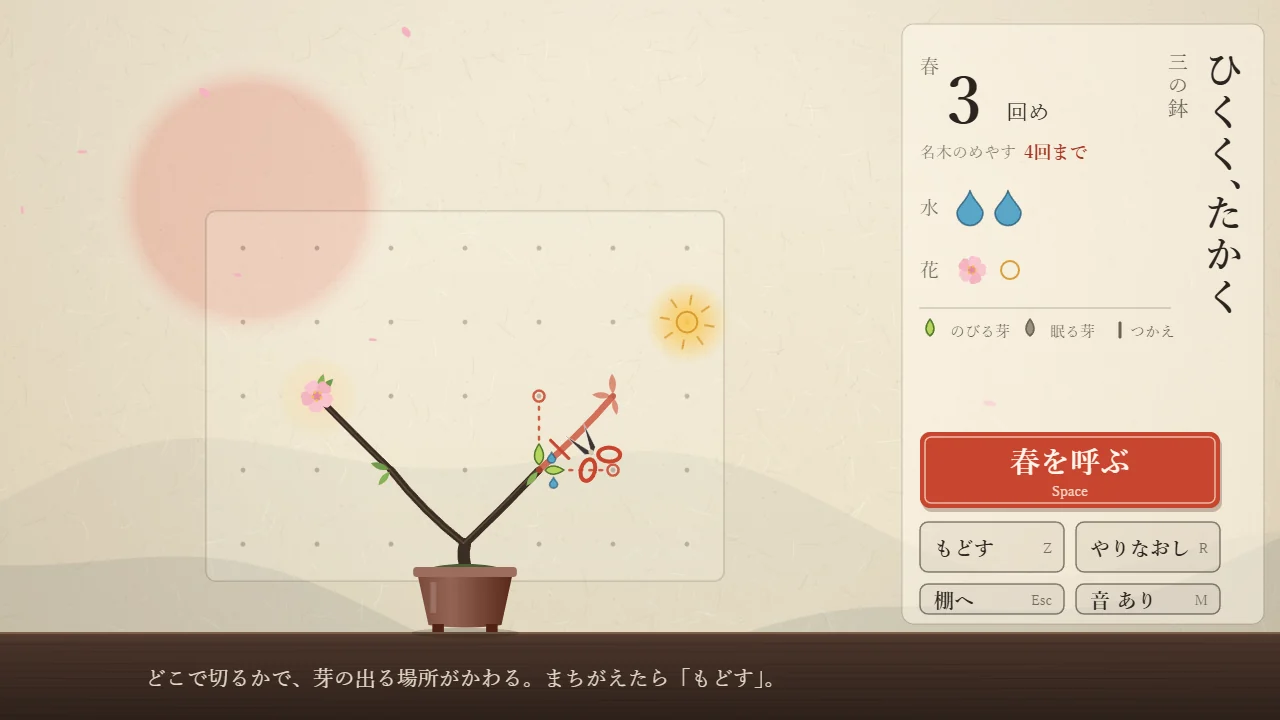 ひくく、たかく
三の鉢
春 3 回め
名木のめやす 4回まで
水
花
のびる芽 眠る芽 つかえ
春を呼ぶ
Space
もどす Z
やりなおし R
棚へ Esc
音 あり M
どこで切るかで、芽の出る場所がかわる。まちがえたら「もどす」。